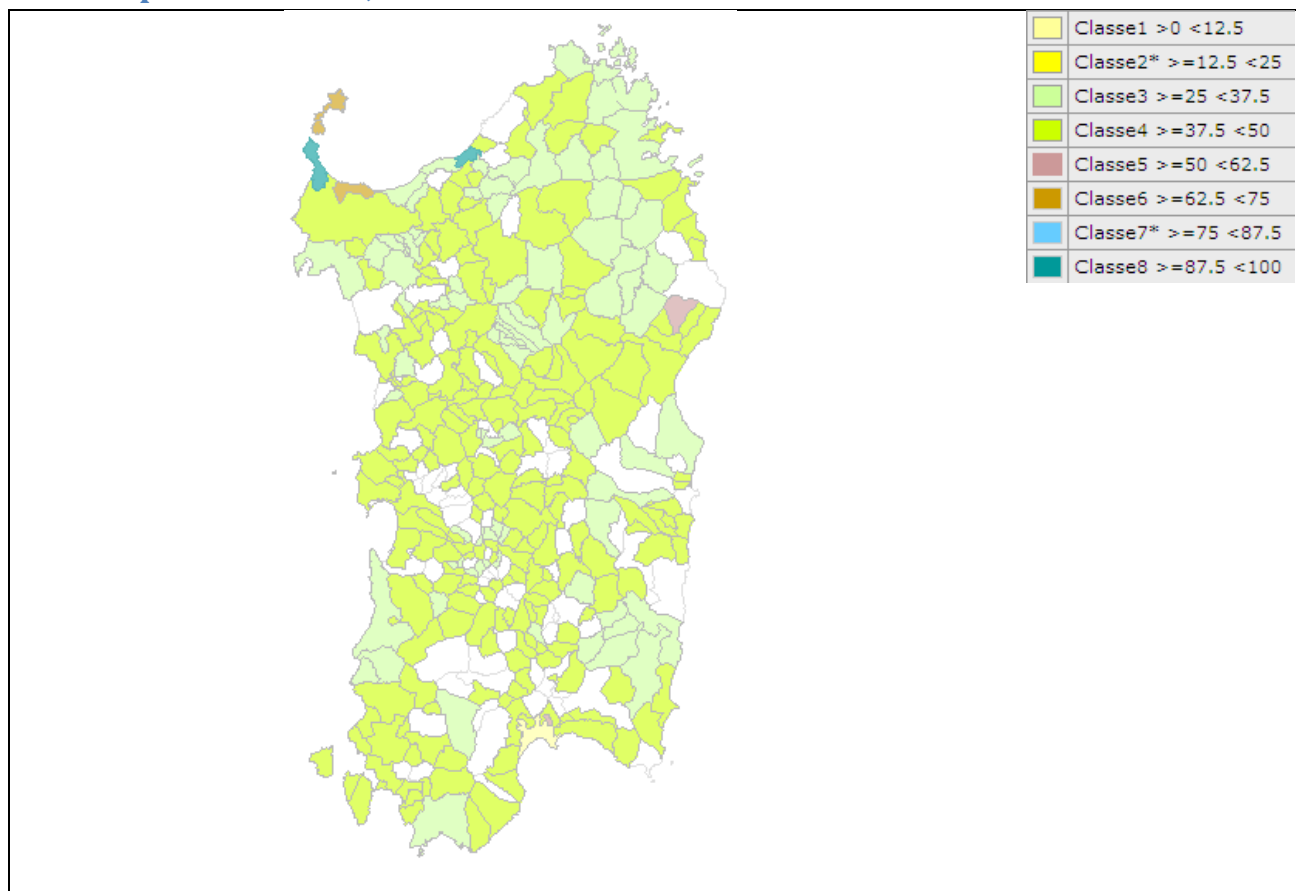 Classe1 >0 <12.5
Classe2* >=12.5 <25
Classe3 >=25 <37.5
Classe4 >=37.5 <50
Classe5 >=50 <62.5
Classe6 >=62.5 <75
Classe7* >=75 <87.5
Classe8 >=87.5 <100